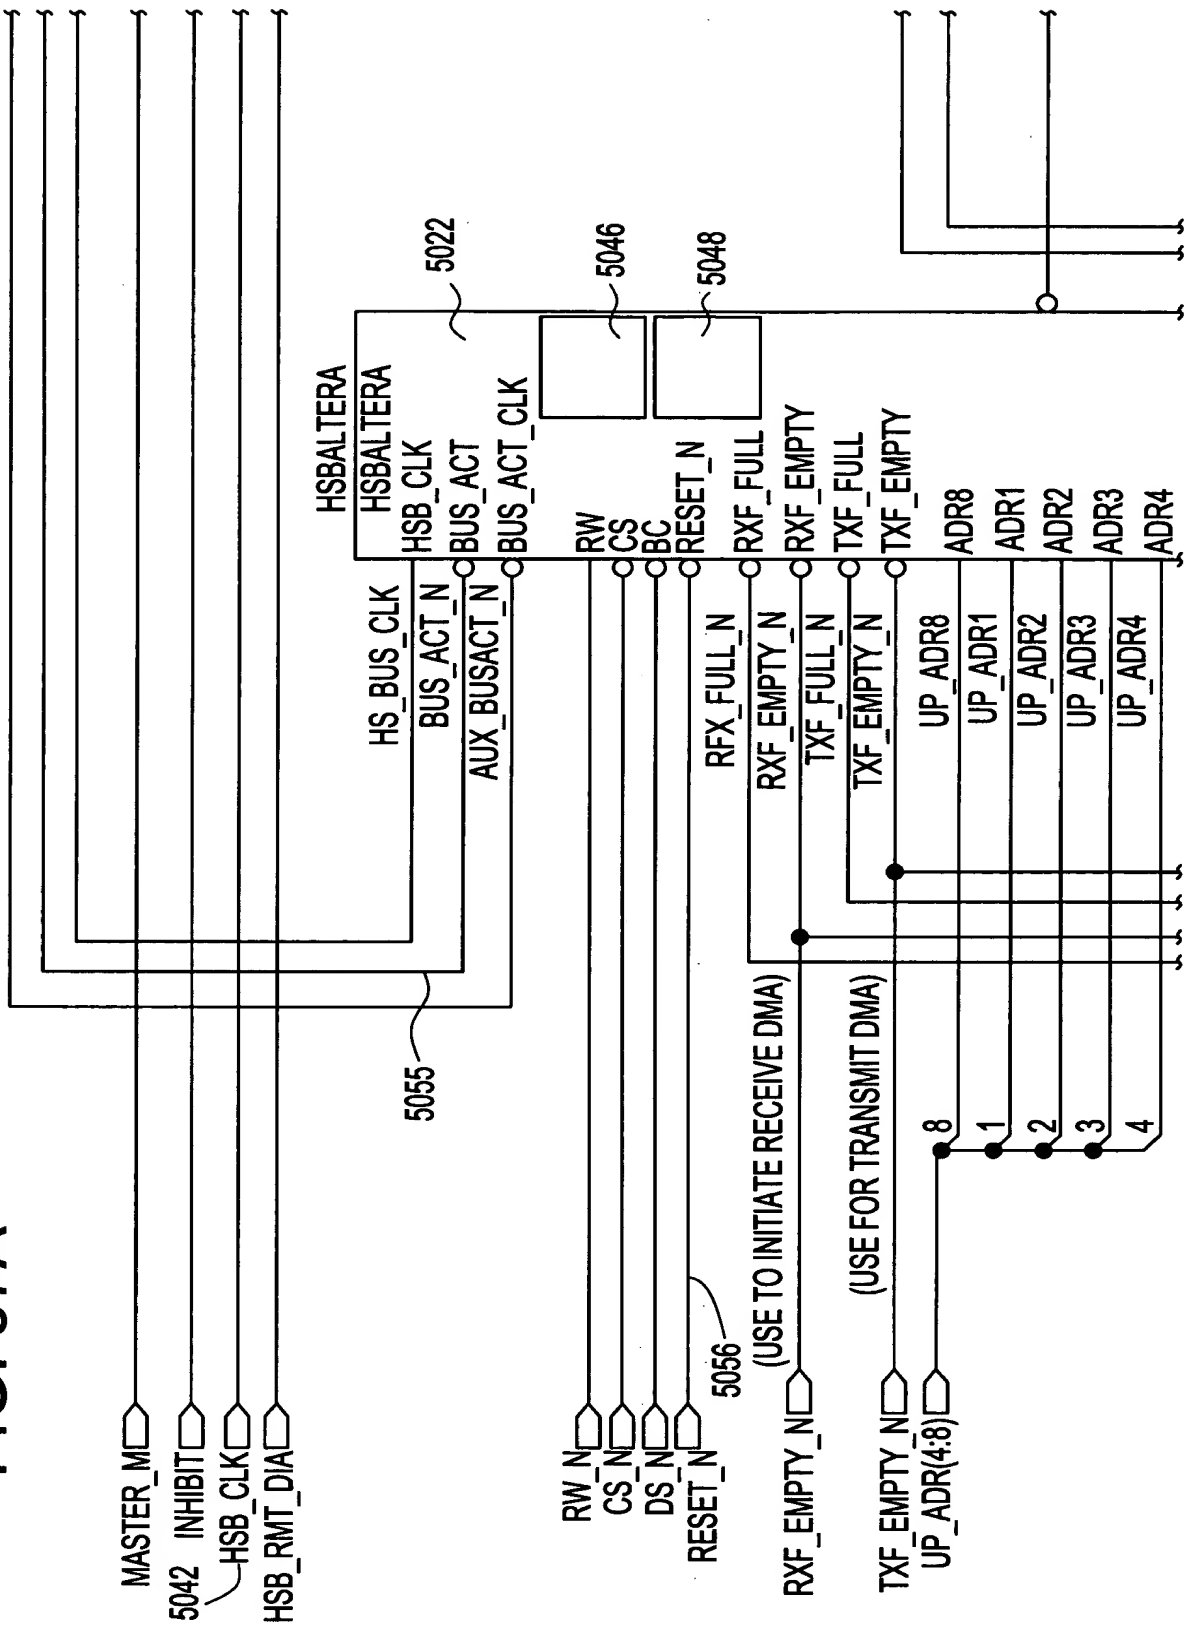 MASTER_M
5042
INHIBIT
HSB_CLK
HSB_RMT_DIA
5055
HSBALTERA
HSBALTERA
HS_BUS_CLK
HSB_CLK
BUS_ACT_N
BUS_ACT
AUX_BUSACT_N
BUS_ACT_CLK
5022
5046
5048
RW_N
RW
CS_N
CS
DS_N
BC
RESET_N
RESET_N
5056
RFX_FULL_N
RXF_FULL
RXF_EMPTY_N
(USE TO INITIATE RECEIVE DMA)
RXF_EMPTY_N
RXF_EMPTY
TXF_FULL_N
TXF_FULL
TXF_EMPTY_N
(USE FOR TRANSMIT DMA)
TXF_EMPTY_N
TXF_EMPTY
UP_ADR(4:8)
8
UP_ADR8
ADR8
1
UP_ADR1
ADR1
2
UP_ADR2
ADR2
3
UP_ADR3
ADR3
4
UP_ADR4
ADR4